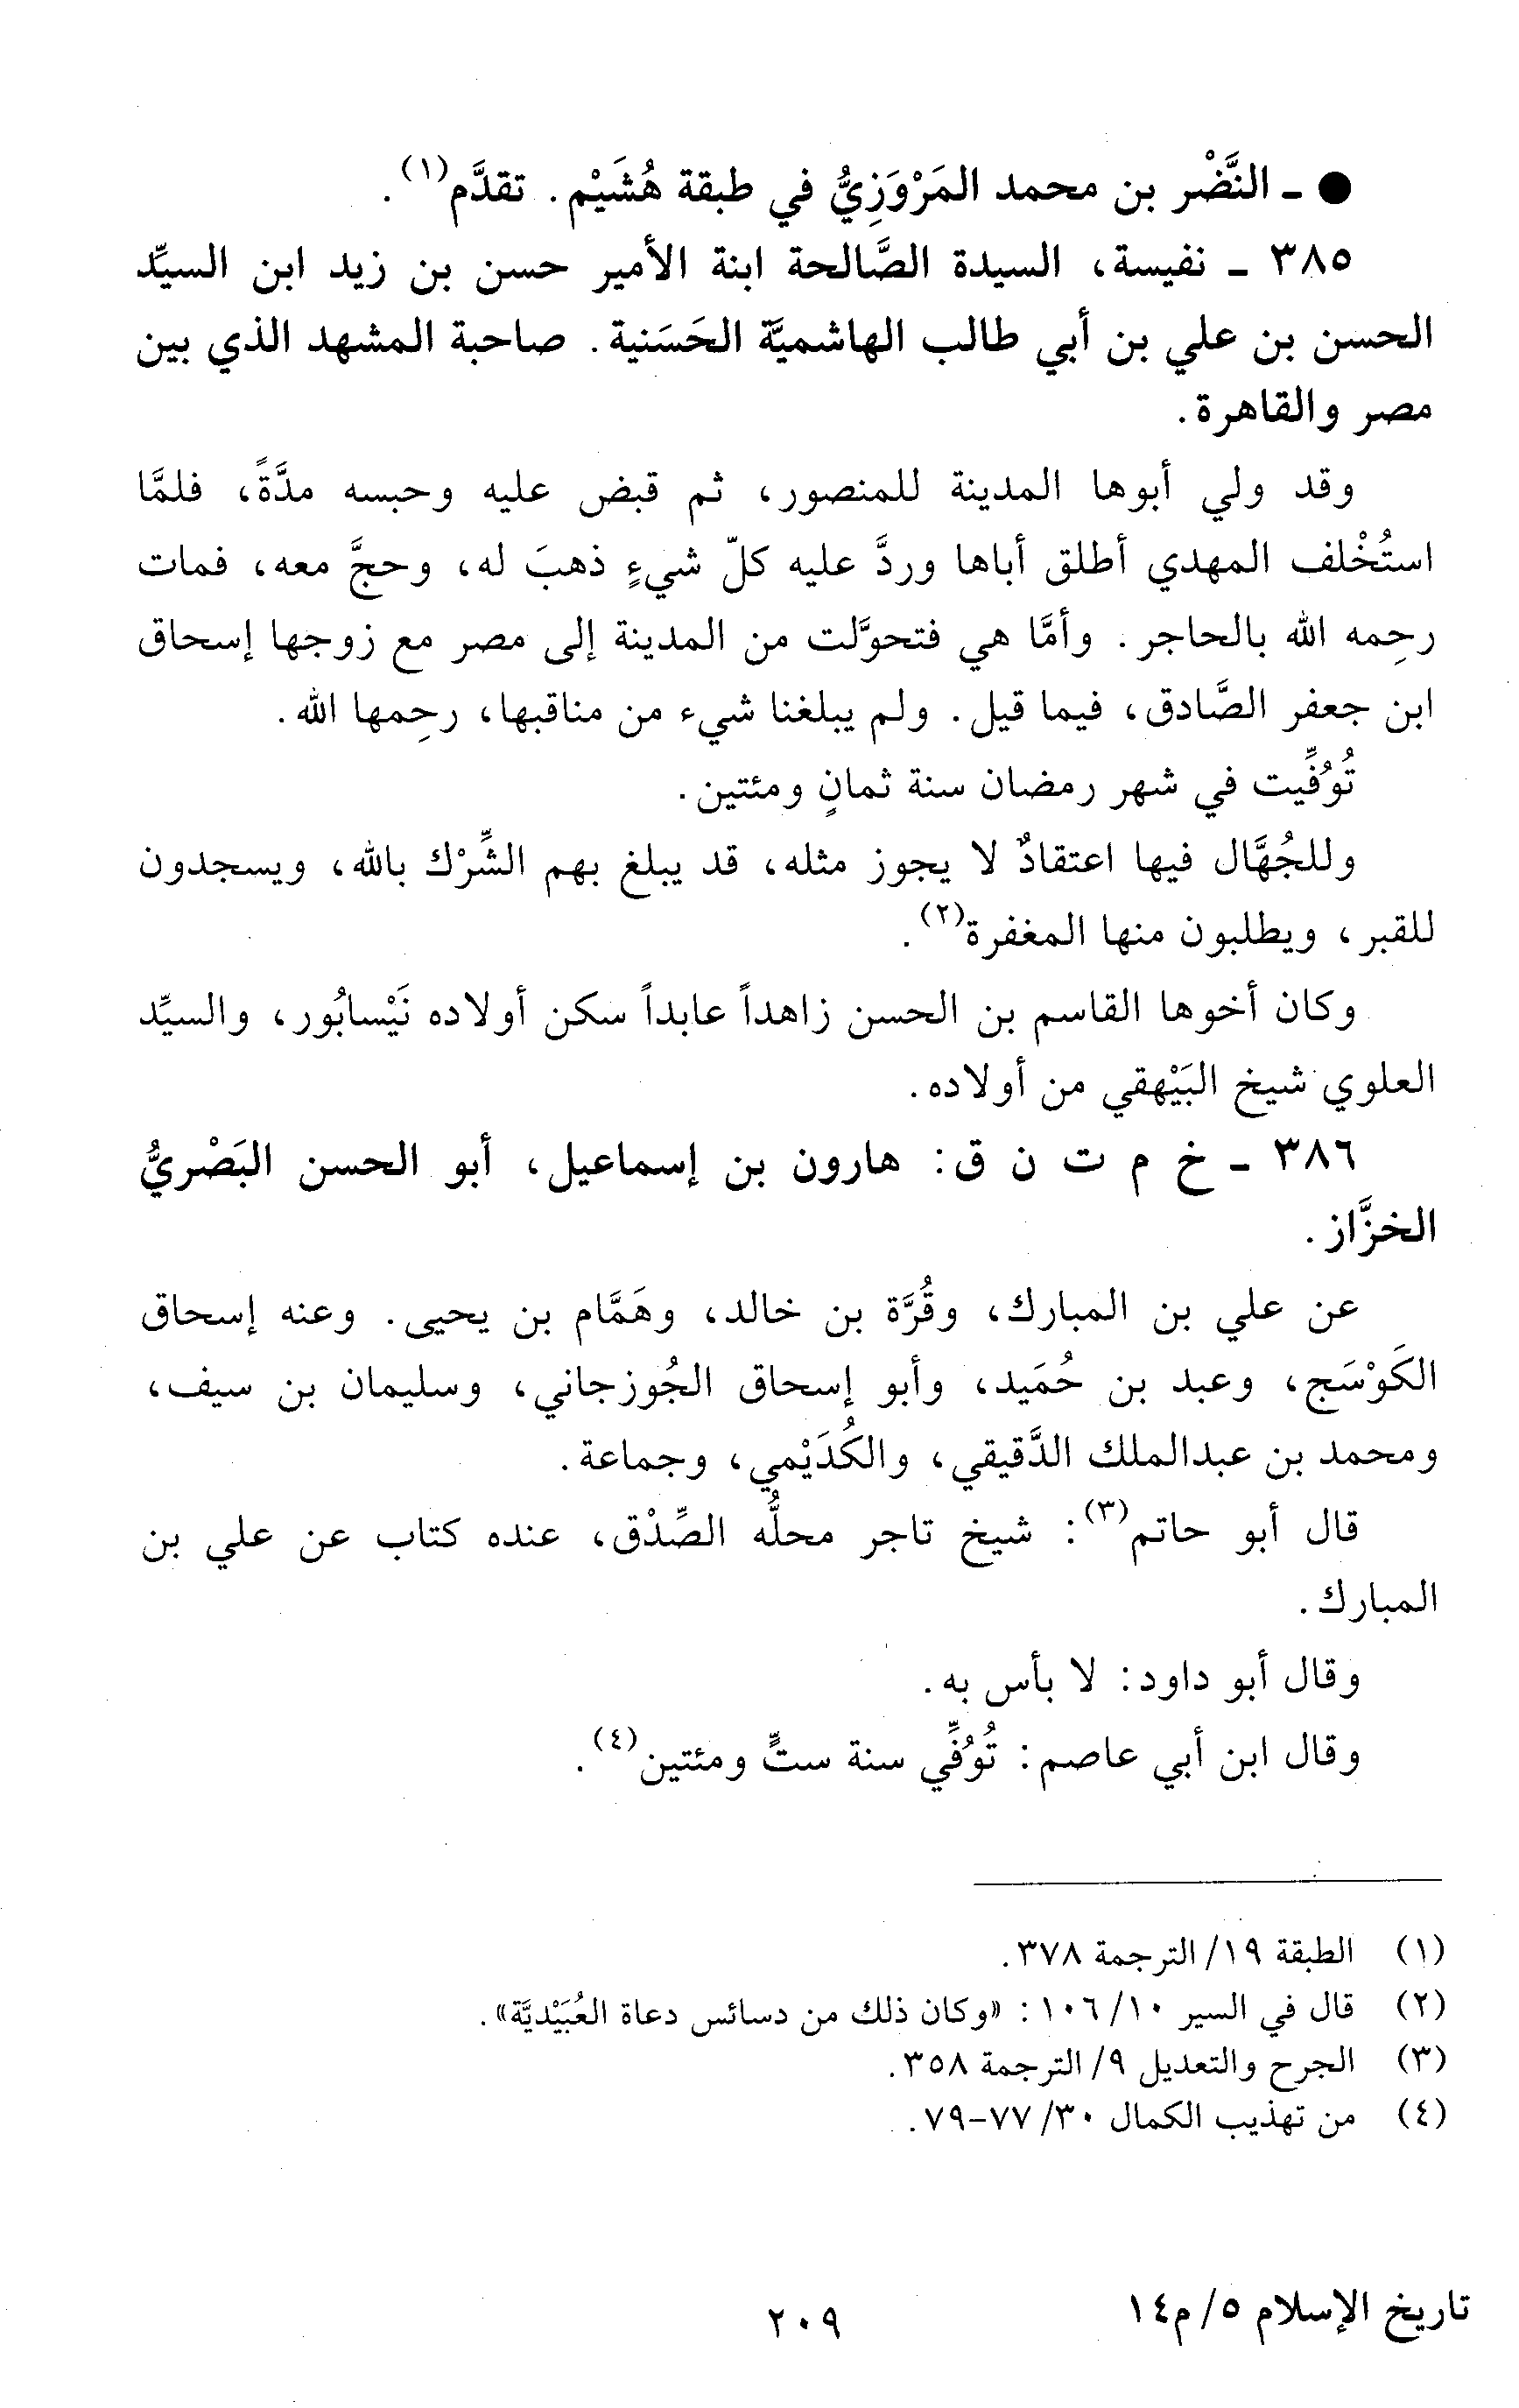 ● ـ النَّضْر بن محمد المَرْوَزِيُّ في طبقة هُشَيْم. تقدَّم(١).
٣٨٥ ـ نفيسة، السيدة الصَّالحة ابنة الأمير حسن بن زيد ابن السيِّد
الحسن بن علي بن أبي طالب الهاشميَّة الحَسَنية. صاحبة المشهد الذي بين
مصر والقاهرة.
وقد ولي أبوها المدينة للمنصور، ثم قبض عليه وحبسه مدَّةً، فلمَّا
استُخْلف المهدي أطلق أباها وردَّ عليه كلّ شيءٍ ذهبَ له، وحجَّ معه، فمات
رحِمه الله بالحاجر. وأمَّا هي فتحوَّلت من المدينة إلى مصر مع زوجها إسحاق
ابن جعفر الصَّادق، فيما قيل. ولم يبلغنا شيء من مناقبها، رحِمها الله.
تُوُفِّيت في شهر رمضان سنة ثمانٍ ومئتين.
وللجُهَّال فيها اعتقادٌ لا يجوز مثله، قد يبلغ بهم الشِّرْك بالله، ويسجدون
للقبر، ويطلبون منها المغفرة(٢).
وكان أخوها القاسم بن الحسن زاهداً عابداً سكن أولاده نَيْسابُور، والسيِّد
العلوي شيخ البَيْهقي من أولاده.
٣٨٦ ـ خ م ت ن ق: هارون بن إسماعيل، أبو الحسن البَصْريُّ
الخزَّاز.
عن علي بن المبارك، وقُرَّة بن خالد، وهَمَّام بن يحيى. وعنه إسحاق
الكَوْسَج، وعبد بن حُمَيد، وأبو إسحاق الجُوزجاني، وسليمان بن سيف،
ومحمد بن عبدالملك الدَّقيقي، والكُدَيْمي، وجماعة.
قال أبو حاتم(٣): شيخ تاجر محلُّه الصِّدْق، عنده كتاب عن علي بن
المبارك.
وقال أبو داود: لا بأس به.
وقال ابن أبي عاصم: تُوُفِّي سنة ستٍّ ومئتين(٤).
(١) الطبقة ١٩/ الترجمة ٣٧٨.
(٢) قال في السير ١٠/ ١٠٦: «وكان ذلك من دسائس دعاة العُبَيْديَّة».
(٣) الجرح والتعديل ٩/ الترجمة ٣٥٨.
(٤) من تهذيب الكمال ٣٠/ ٧٧-٧٩.
تاريخ الإسلام ٥/ م١٤
٢٠٩